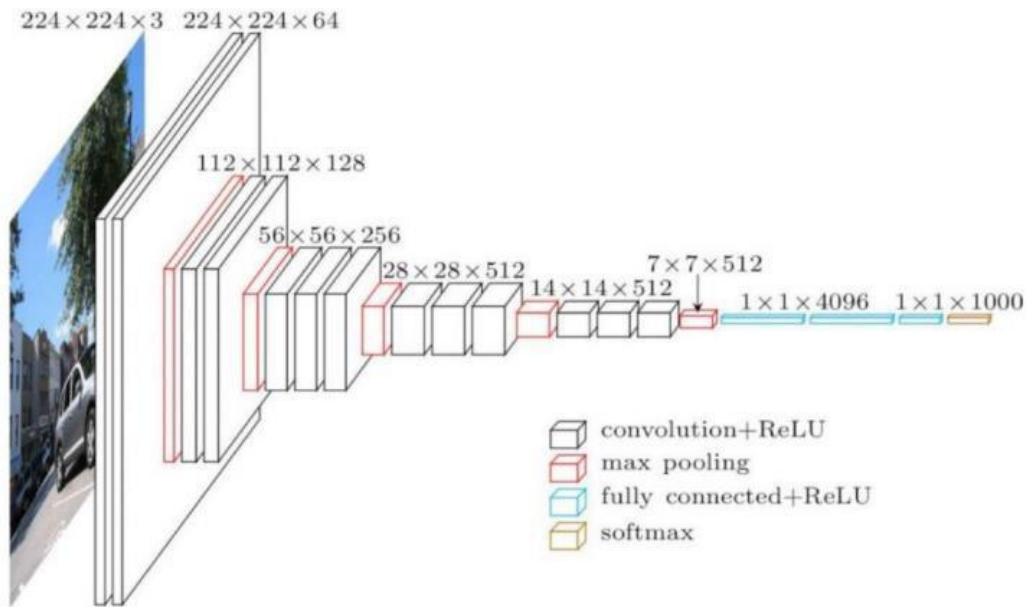 224×224×3
224×224×64
112×112×128
56×56×256
28×28×512
14×14×512
7×7×512
1×1×4096
1×1×1000
convolution+ReLU
max pooling
fully connected+ReLU
softmax